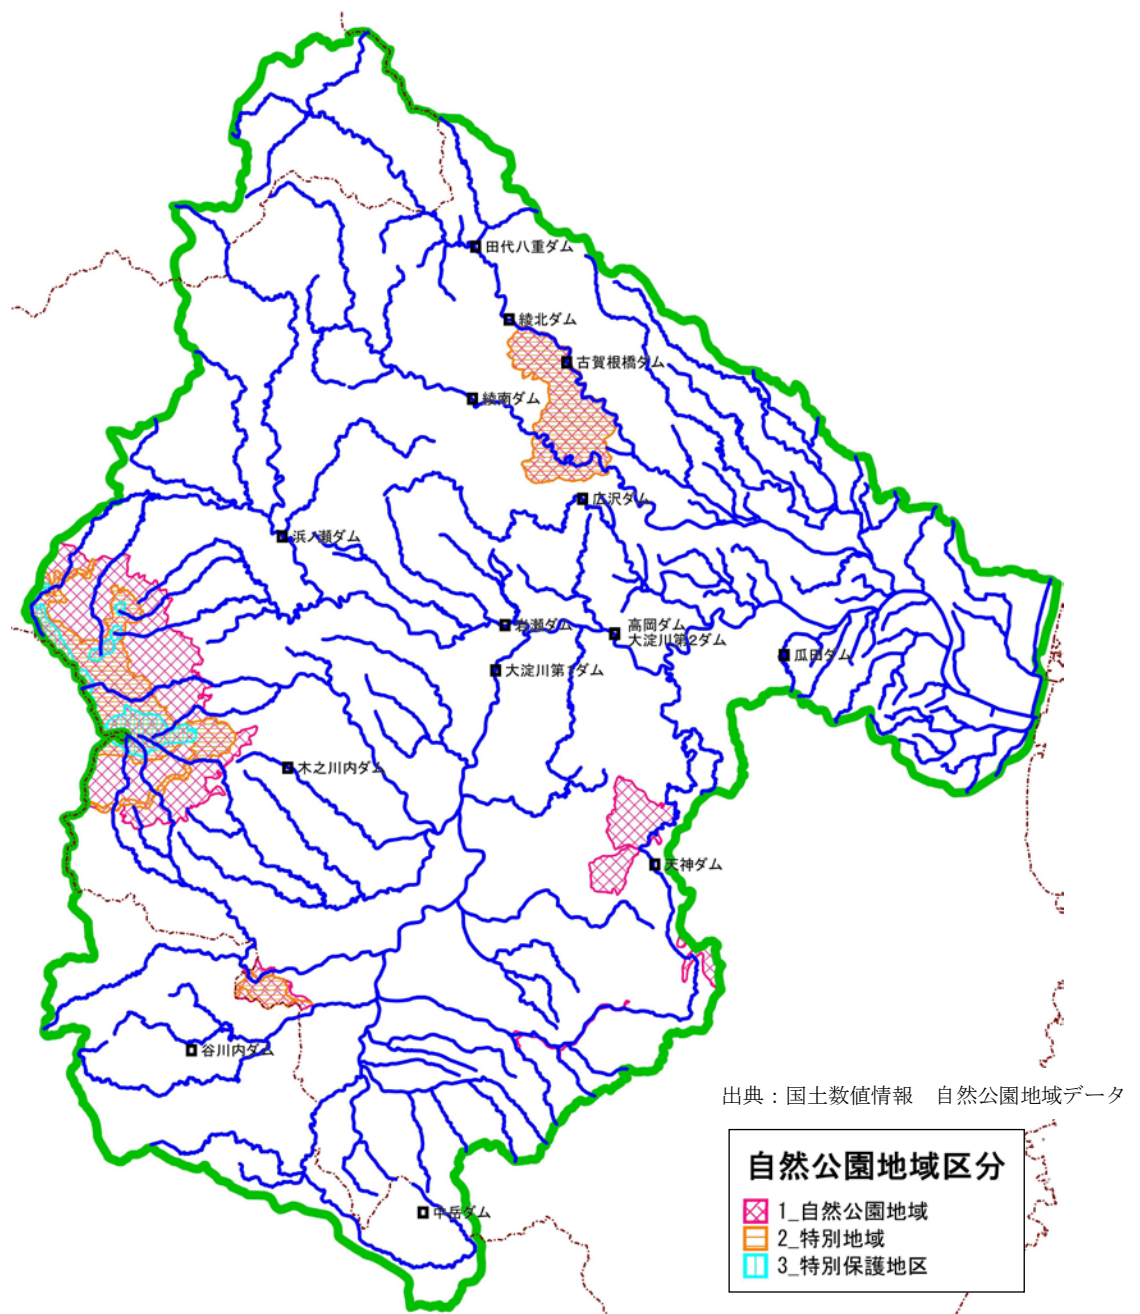 田代八重ダム
綾北ダム
古賀根橋ダム
綾南ダム
広沢ダム
浜ノ瀬ダム
岩瀬ダム
高岡ダム
大淀川第2ダム
大淀川第1ダム
瓜田ダム
木之川内ダム
天神ダム
谷川内ダム
中岳ダム
出典：国土数値情報　自然公園地域データ
自然公園地域区分
1_自然公園地域
2_特別地域
3_特別保護地区